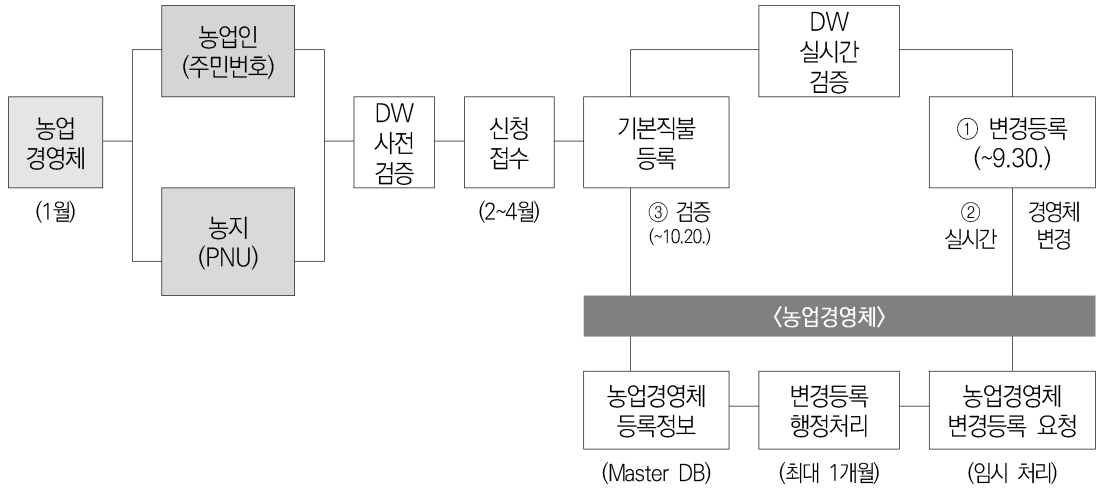 농업
경영체
(1월)
농업인
(주민번호)
농지
(PNU)
DW
사전
검증
신청
접수
(2~4월)
기본직불
등록
DW
실시간
검증
① 변경등록
(~9.30.)
③ 검증
(~10.20.)
②
실시간
경영체
변경
〈농업경영체〉
농업경영체
등록정보
(Master DB)
변경등록
행정처리
(최대 1개월)
농업경영체
변경등록 요청
(임시 처리)